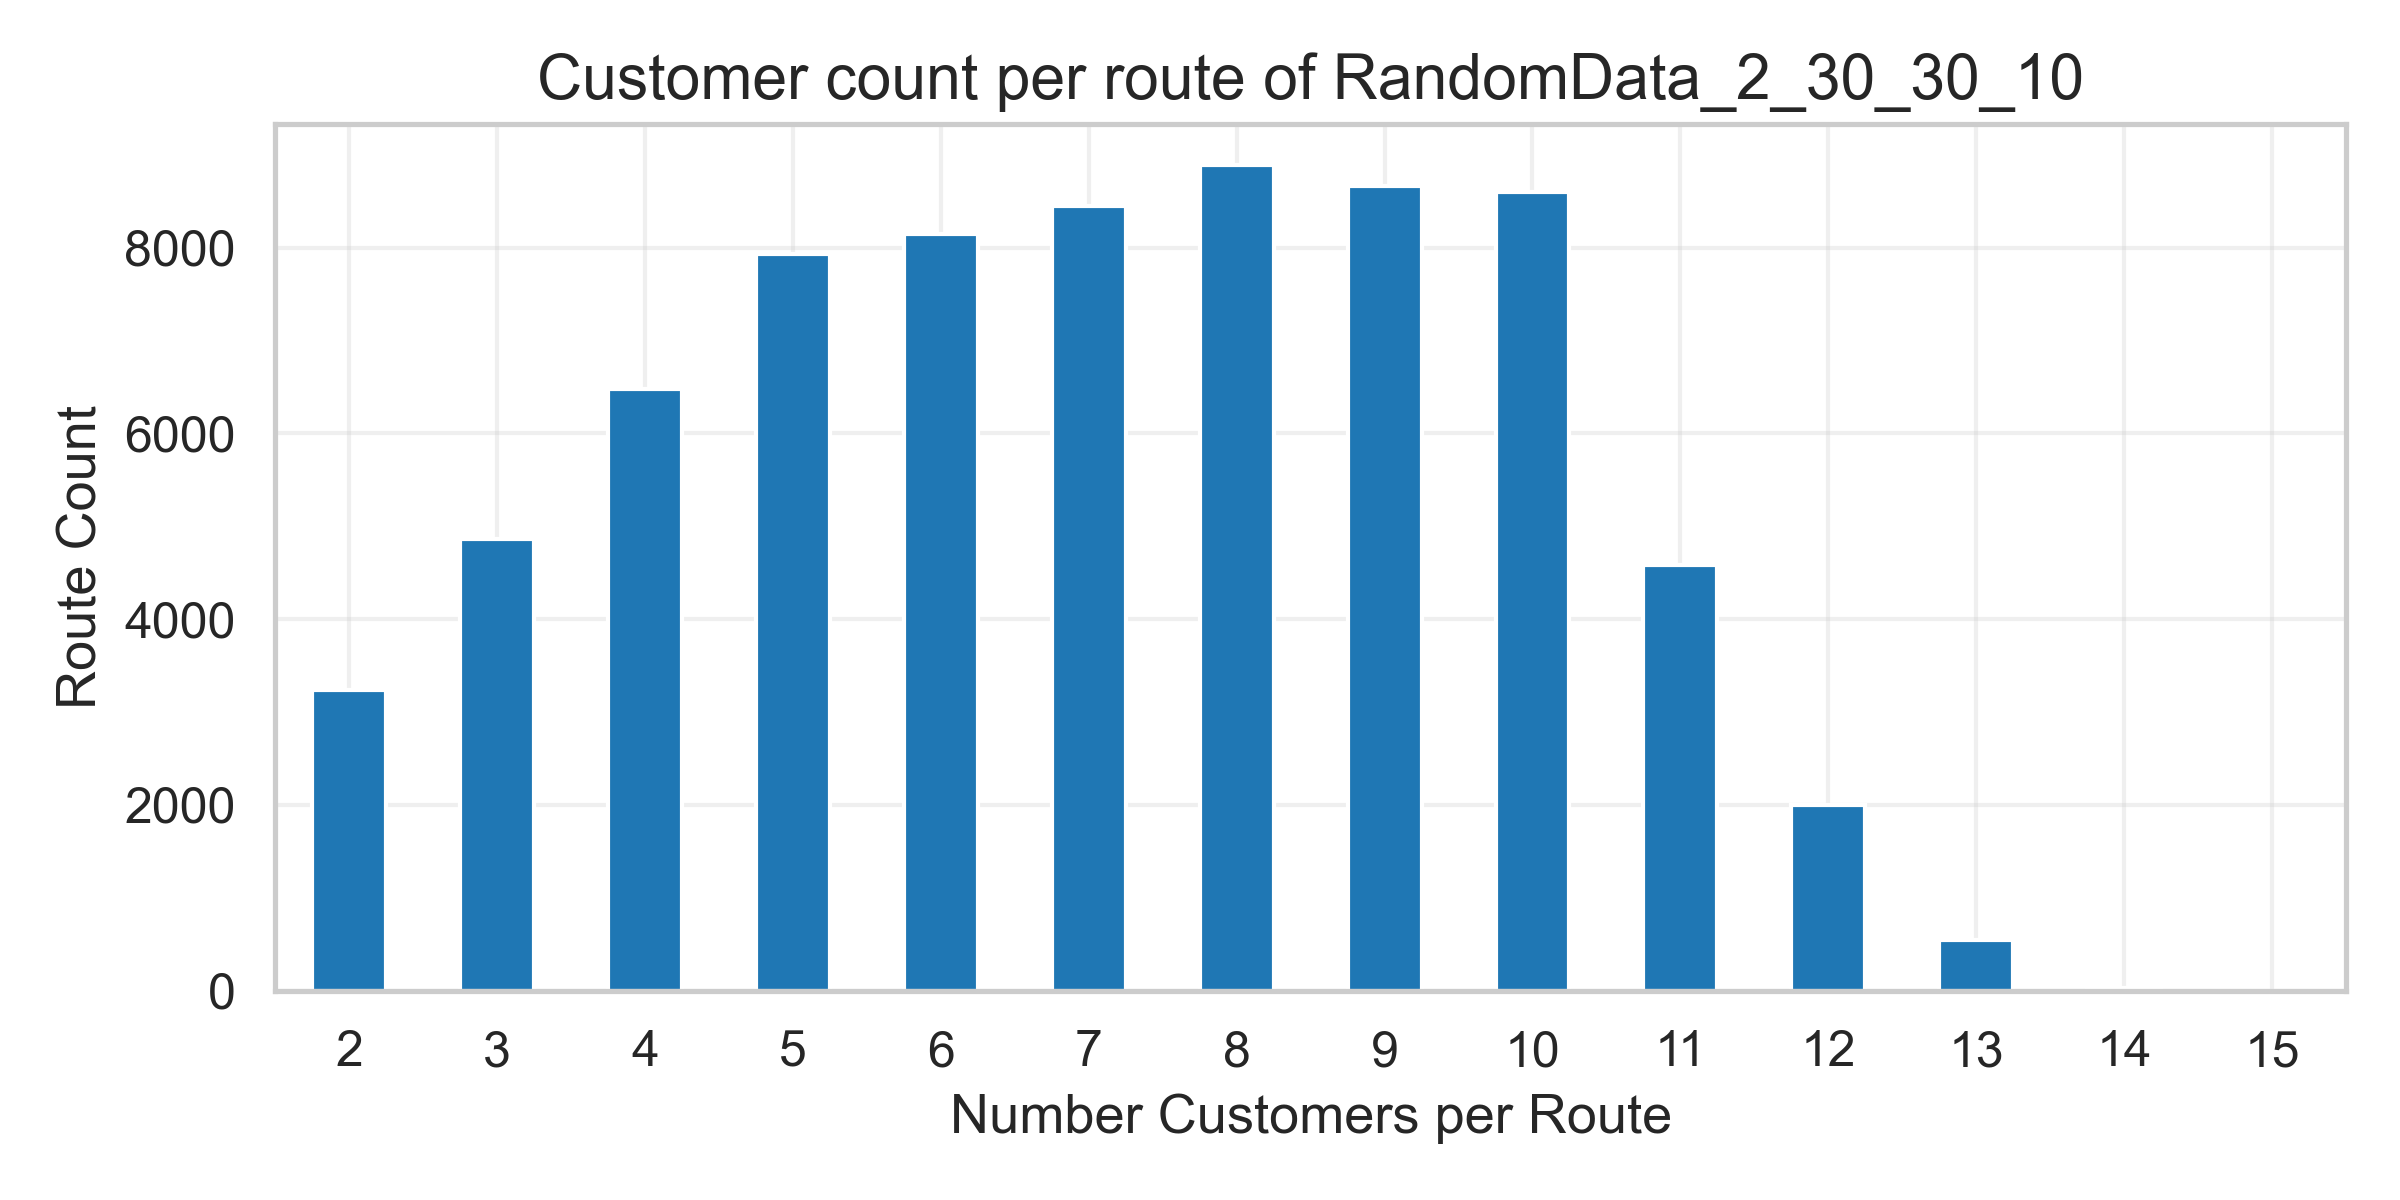 Customer count per route of RandomData_2_30_30_10
Route Count
8000
6000
4000
2000
0
2 3 4 5 6 7 8 9 10 11 12 13 14 15
Number Customers per Route